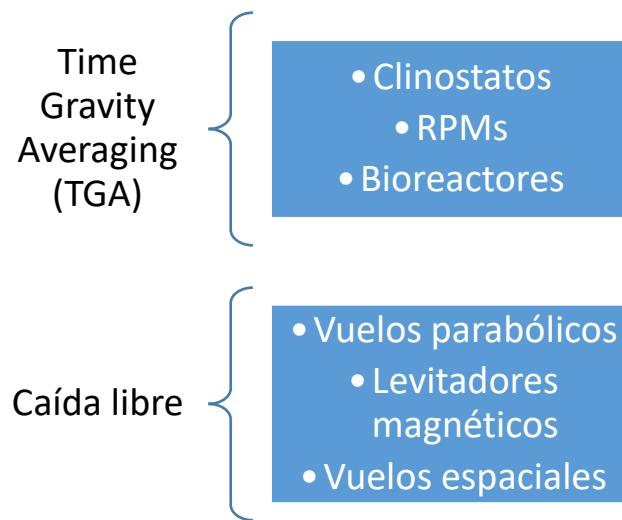 Time
Gravity
Averaging
(TGA)
• Clinostatos
• RPMs
• Bioreactores
Caída libre
• Vuelos parabólicos
• Levitadores
magnéticos
• Vuelos espaciales